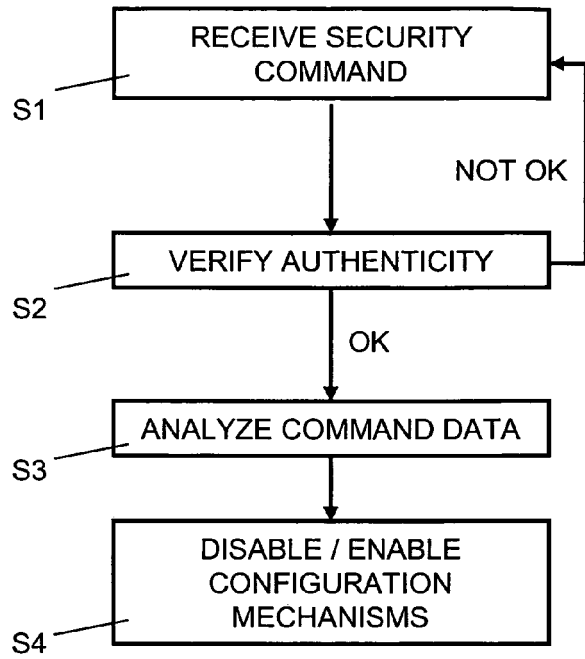 RECEIVE SECURITY
COMMAND
S1
NOT OK
VERIFY AUTHENTICITY
S2
OK
ANALYZE COMMAND DATA
S3
DISABLE / ENABLE
CONFIGURATION
MECHANISMS
S4